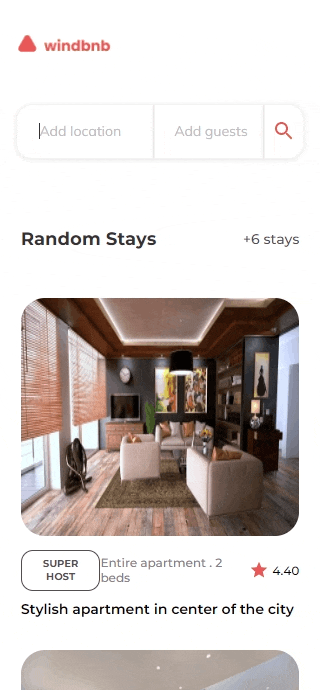 windbnb
Add location
Add guests
Random Stays
+6 stays
SUPER
HOST
Entire apartment . 2
beds
4.40
Stylish apartment in center of the city